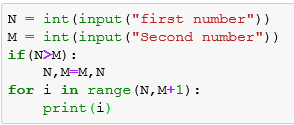 N = int(input("first number"))
M = int(input("Second number"))
if(N>M):
    N,M=M,N
for i in range(N,M+1):
    print(i)